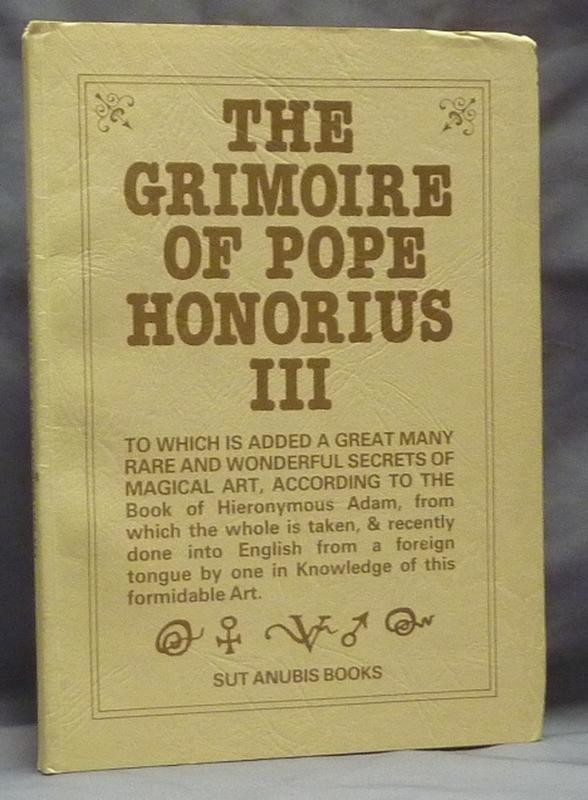 THE
GRIMOIRE
OF POPE
HONORIUS
III
TO WHICH IS ADDED A GREAT MANY
RARE AND WONDERFUL SECRETS OF
MAGICAL ART, ACCORDING TO THE
Book of Hieronymous Adam, from
which the whole is taken, & recently
done into English from a foreign
tongue by one in Knowledge of this
formidable Art.
SUT ANUBIS BOOKS